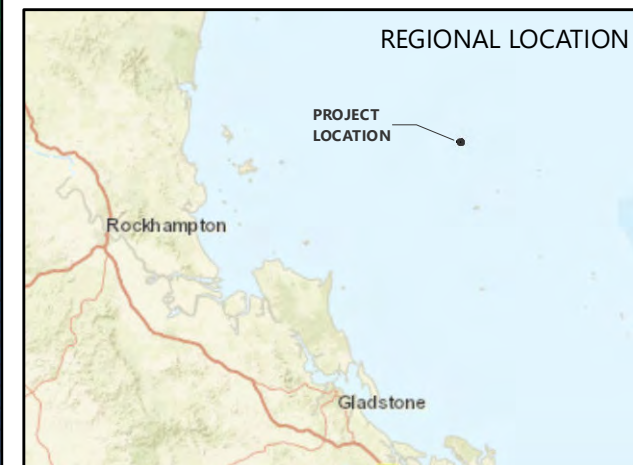 REGIONAL LOCATION
PROJECT
LOCATION
Rockhampton
Gladstone